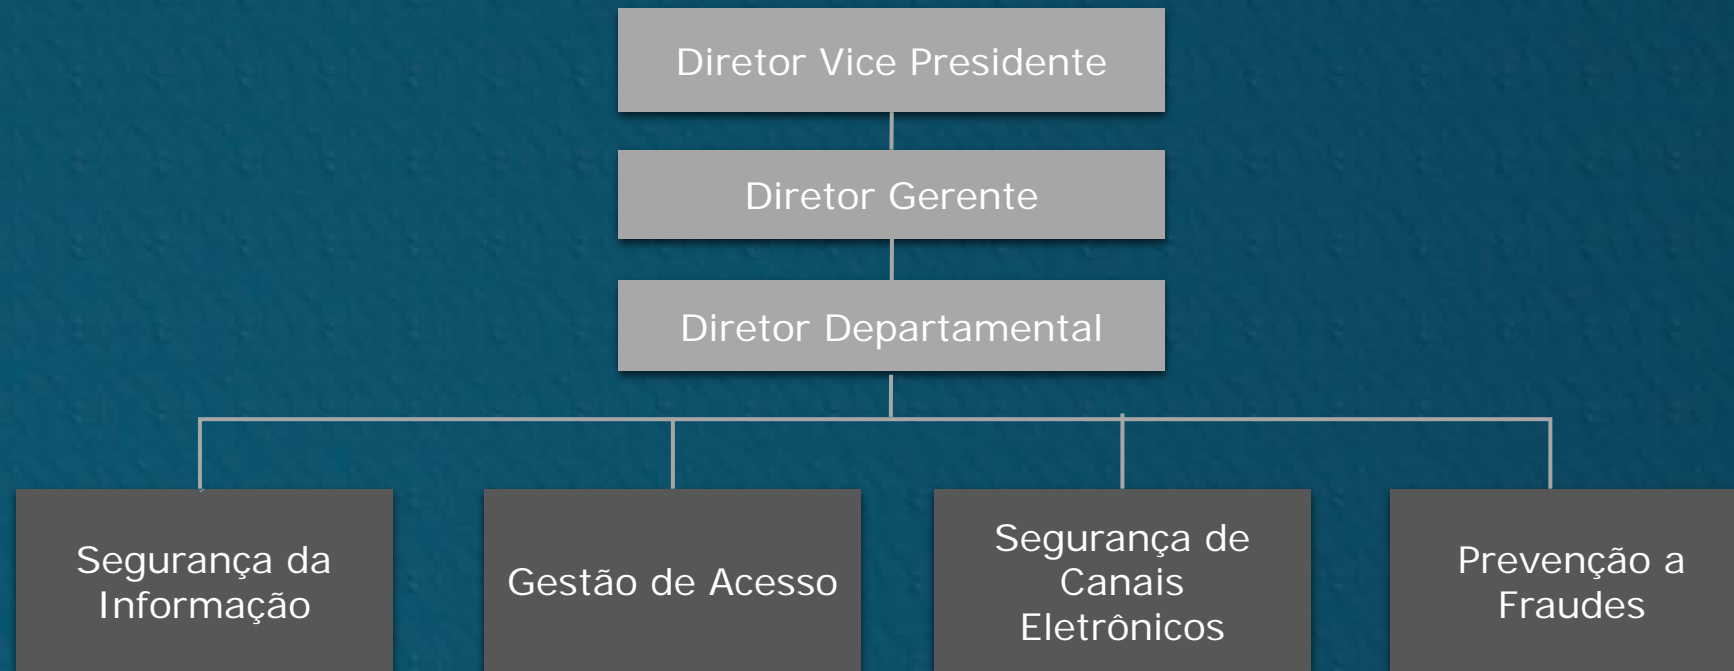 Diretor Vice Presidente
Diretor Gerente
Diretor Departamental
Segurança da
Informação
Gestão de Acesso
Segurança de
Canais
Eletrônicos
Prevenção a
Fraudes